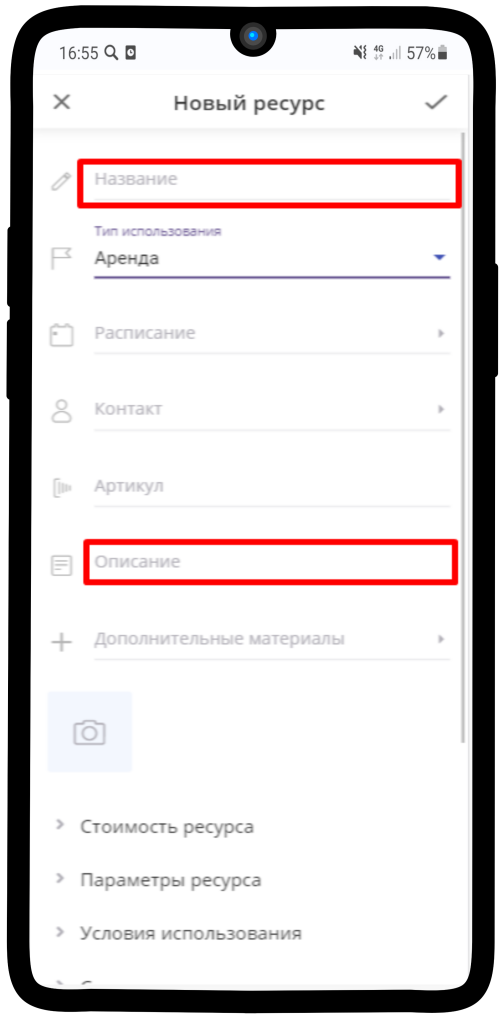 16:55
4G 57%
Новый ресурс
Название
Тип использования
Аренда
Расписание
Контакт
Артикул
Описание
Дополнительные материалы
Стоимость ресурса
Параметры ресурса
Условия использования